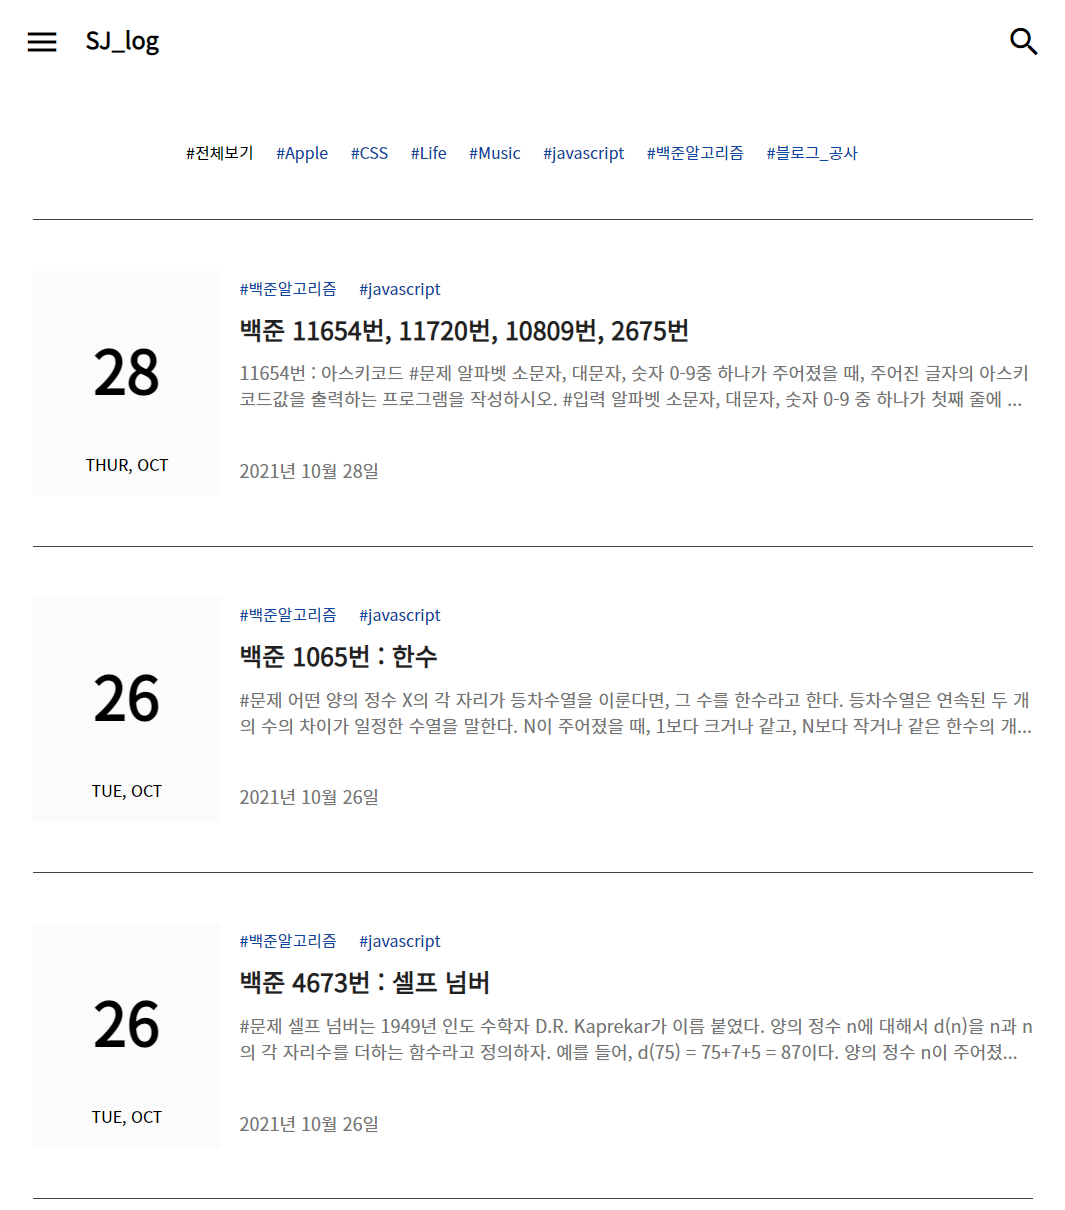 SJ_log
#전체보기 #Apple #CSS #Life #Music #javascript #백준알고리즘 #블로그_공사
#백준알고리즘 #javascript
백준 11654번, 11720번, 10809번, 2675번
28
11654번 : 아스키코드 #문제 알파벳 소문자, 대문자, 숫자 0-9중 하나가 주어졌을 때, 주어진 글자의 아스키
코드값을 출력하는 프로그램을 작성하시오. #입력 알파벳 소문자, 대문자, 숫자 0-9 중 하나가 첫째 줄에 ...
THUR, OCT
2021년 10월 28일
#백준알고리즘 #javascript
백준 1065번 : 한수
26
#문제 어떤 양의 정수 X의 각 자리가 등차수열을 이룬다면, 그 수를 한수라고 한다. 등차수열은 연속된 두 개
의 수의 차이가 일정한 수열을 말한다. N이 주어졌을 때, 1보다 크거나 같고, N보다 작거나 같은 한수의 개...
TUE, OCT
2021년 10월 26일
#백준알고리즘 #javascript
백준 4673번 : 셀프 넘버
26
#문제 셀프 넘버는 1949년 인도 수학자 D.R. Kaprekar가 이름 붙였다. 양의 정수 n에 대해서 d(n)을 n과 n
의 각 자리수를 더하는 함수라고 정의하자. 예를 들어, d(75) = 75+7+5 = 87이다. 양의 정수 n이 주어졌...
TUE, OCT
2021년 10월 26일